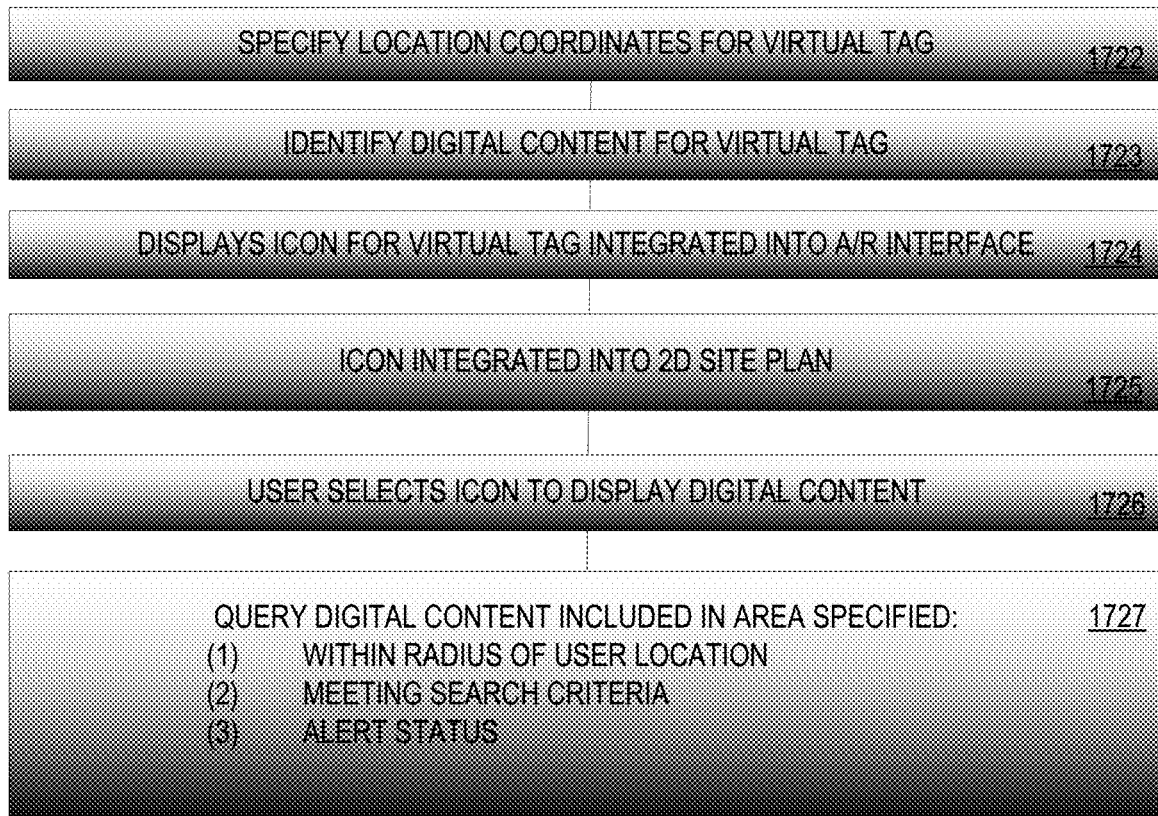 SPECIFY LOCATION COORDINATES FOR VIRTUAL TAG
1722
IDENTIFY DIGITAL CONTENT FOR VIRTUAL TAG
1723
DISPLAYS ICON FOR VIRTUAL TAG INTEGRATED INTO A/R INTERFACE
1724
ICON INTEGRATED INTO 2D SITE PLAN
1725
USER SELECTS ICON TO DISPLAY DIGITAL CONTENT
1726
QUERY DIGITAL CONTENT INCLUDED IN AREA SPECIFIED: 1727
(1) WITHIN RADIUS OF USER LOCATION
(2) MEETING SEARCH CRITERIA
(3) ALERT STATUS